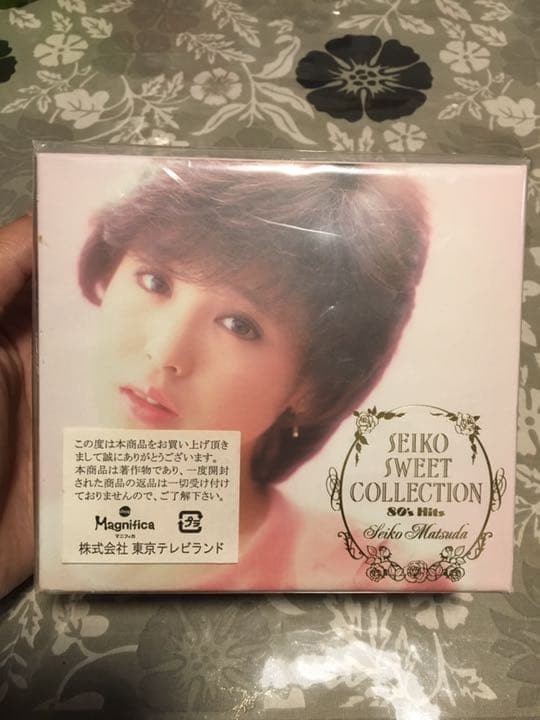 SEIKO
SWEET
COLLECTION
80's Hits
Seiko Matsuda
この度は本商品をお買い上げ頂き
まして誠にありがとうございます。
本商品は著作物であり、一度開封
された商品の返品は一切受け付け
ておりませんので、ご了解下さい。
Magnifica
マニフィカ
プラ
株式会社 東京テレビランド